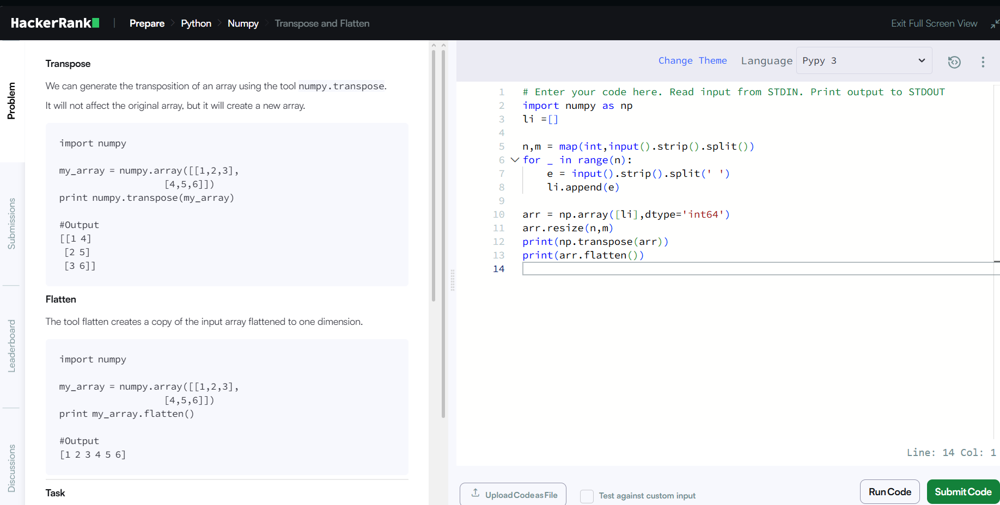 HackerRank | Prepare > Python > Numpy > Transpose and Flatten
Exit Full Screen View
Problem
Submissions
Leaderboard
Discussions
Transpose
We can generate the transposition of an array using the tool numpy.transpose.
It will not affect the original array, but it will create a new array.
import numpy
my_array = numpy.array([[1,2,3],
[4,5,6]])
print numpy.transpose(my_array)
#Output
[[1 4]
[2 5]
[3 6]]
Flatten
The tool flatten creates a copy of the input array flattened to one dimension.
import numpy
my_array = numpy.array([[1,2,3],
[4,5,6]])
print my_array.flatten()
#Output
[1 2 3 4 5 6]
Task
Change Theme Language Pypy 3
1 # Enter your code here. Read input from STDIN. Print output to STDOUT
2 import numpy as np
3 li =[]
4
5 n,m = map(int,input().strip().split())
6 for _ in range(n):
7     e = input().strip().split(' ')
8     li.append(e)
9
10 arr = np.array([li],dtype='int64')
11 arr.resize(n,m)
12 print(np.transpose(arr))
13 print(arr.flatten())
14
Line: 14 Col: 1
Upload Code as File
Test against custom input
Run Code
Submit Code